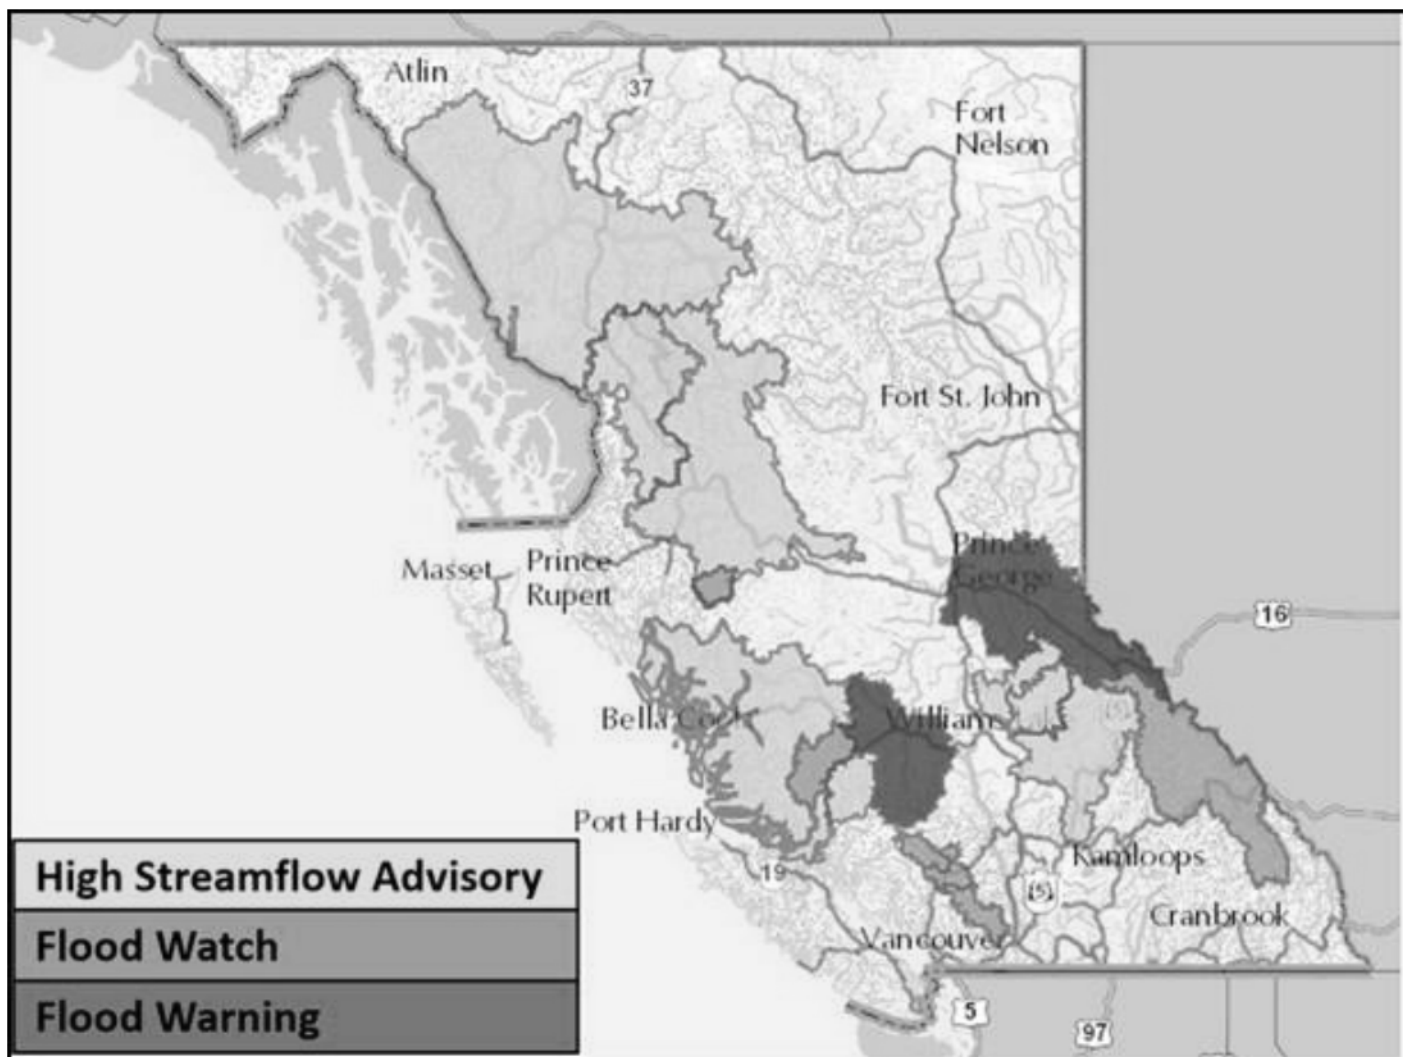 Atlin
37
Fort
Nelson
Fort St. John
Masset
Prince
Rupert
Prince
George
16
Bella Coola
Williams
5
Port Hardy
19
Kamloops
5
Cranbrook
Vancouver
5
97
High Streamflow Advisory
Flood Watch
Flood Warning